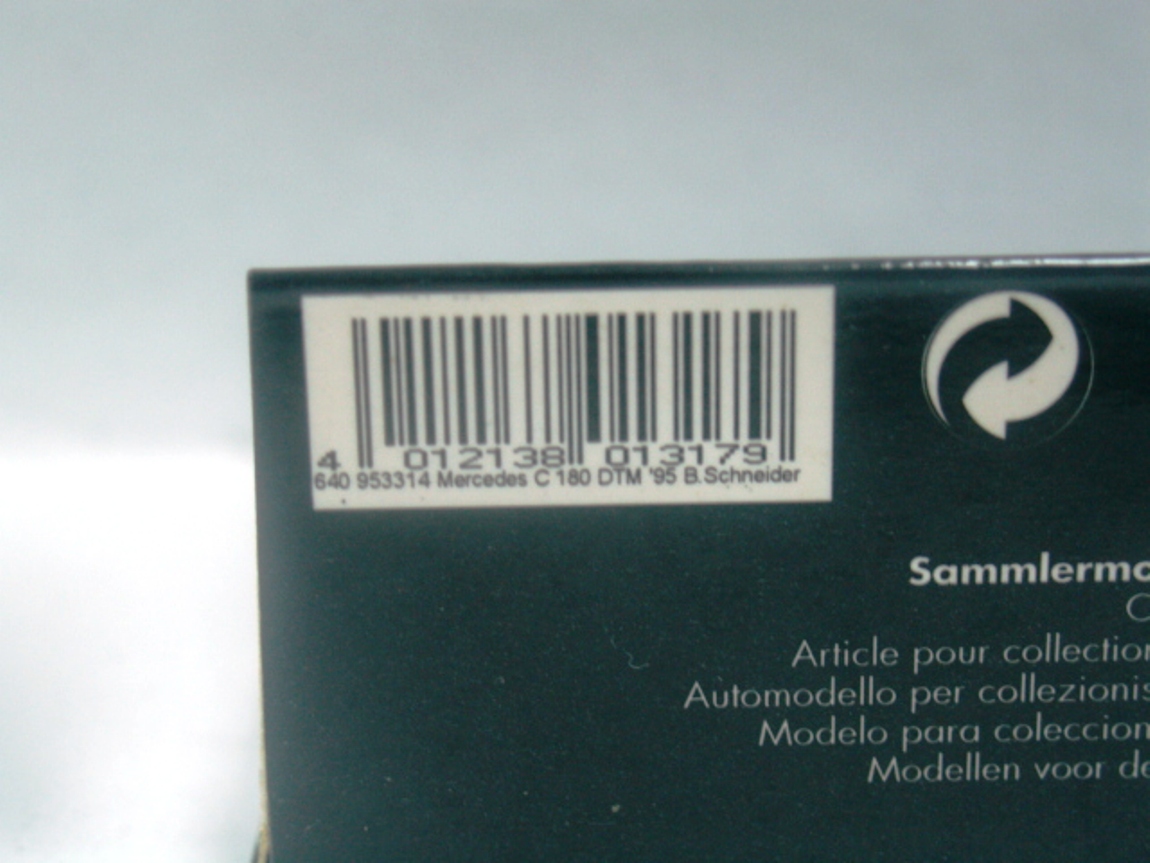 4 012138 013179
640 953314 Mercedes C 180 DTM '95 B.Schneider
Sammlermo
C
Article pour collection
Automodello per collezionis
Modelo para coleccion
Modellen voor de